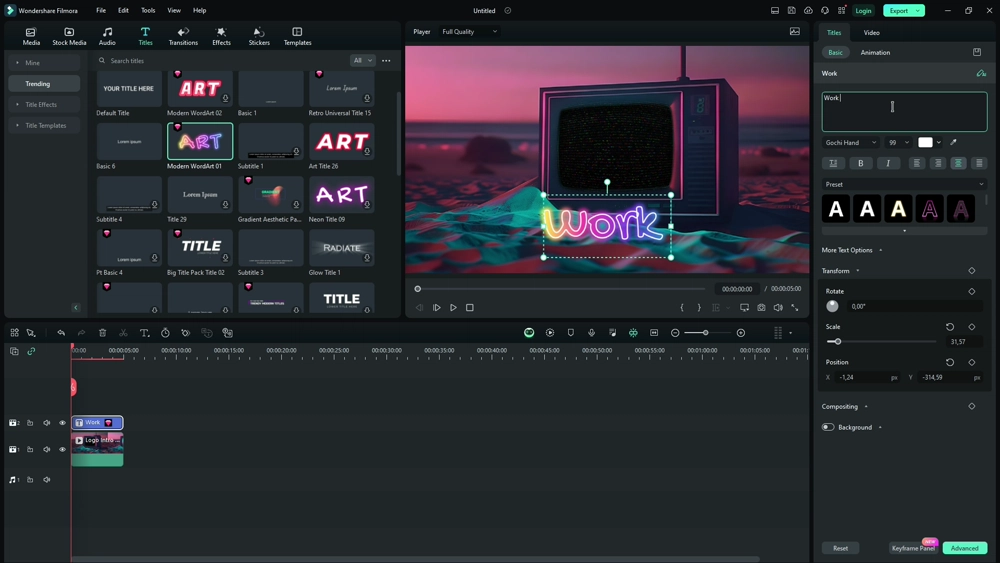 Wondershare Filmora
File
Edit
Tools
View
Help
Untitled
Login
Export
Media
Stock Media
Audio
Titles
Transitions
Effects
Stickers
Templates
Player
Full Quality
Titles
Video
Mine
Trending
Title Effects
Title Templates
Search titles
All
YOUR TITLE HERE
ART
Lorem Ipsum
Default Title
Modern WordArt 02
Basic 1
Retro Universal Title 15
Lorem ipsum
ART
ART
Basic 6
Modern WordArt 01
Subtitle 1
Art Title 26
Lorem Ipsum
ART
Subtitle 4
Title 29
Gradient Aesthetic Pa...
Neon Title 09
Lorem ipsum
TITLE
RADIATE
Pt Basic 4
Big Title Pack Title 02
Subtitle 3
Glow Title 1
TITLE
Work
00:00:00:00
/
00:00:05:00
Basic
Animation
Work
Work
Gochi Hand
99
B
I
Preset
A
A
A
A
A
More Text Options
Transform
Rotate
0,00°
Scale
31,57
Position
X
-1,24
px
Y
-314,59
px
Compositing
Background
Reset
Keyframe Panel
NEW
Advanced
00:00
00:00:05:00
00:00:10:00
00:00:15:00
00:00:20:00
00:00:25:00
00:00:30:00
00:00:35:00
00:00:40:00
00:00:45:00
00:00:50:00
00:00:55:00
00:01:00:00
00:01:05:00
2
T
Work
1
Logo Intro ...
1